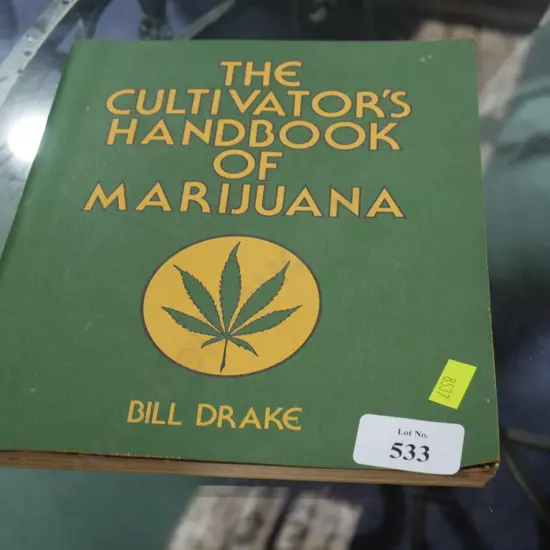 THE
CULTIVATOR'S
HANDBOOK
OF
MARIJUANA
BILL DRAKE
8537
Lot No.
533